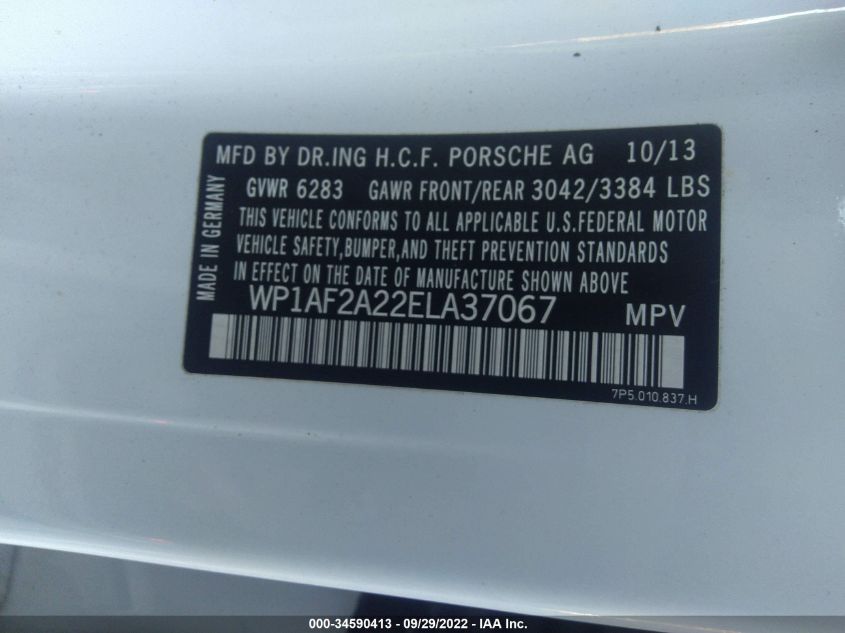 MFD BY DR.ING H.C.F. PORSCHE AG 10/13
GVWR 6283 GAWR FRONT/REAR 3042/3384 LBS
THIS VEHICLE CONFORMS TO ALL APPLICABLE U.S.FEDERAL MOTOR
VEHICLE SAFETY,BUMPER,AND THEFT PREVENTION STANDARDS
IN EFFECT ON THE DATE OF MANUFACTURE SHOWN ABOVE
MADE IN GERMANY
WP1AF2A22ELA37067 MPV
7P5.010.837.H
000-34590413 - 09/29/2022 - IAA Inc.